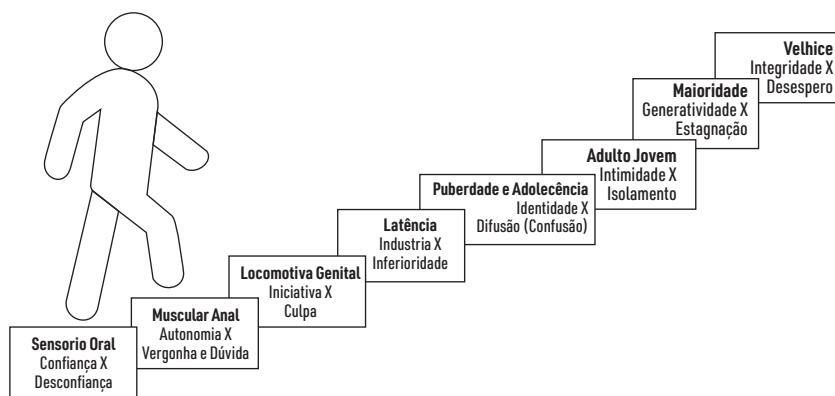 Velhice
Integridade X
Desespero
Maioridade
Generatividade X
Estagnação
Adulto Jovem
Intimidade X
Isolamento
Puberdade e Adolecência
Identidade X
Difusão (Confusão)
Latência
Industria X
Inferioridade
Locomotiva Genital
Iniciativa X
Culpa
Muscular Anal
Autonomia X
Vergonha e Dúvida
Sensorio Oral
Confiança X
Desconfiança